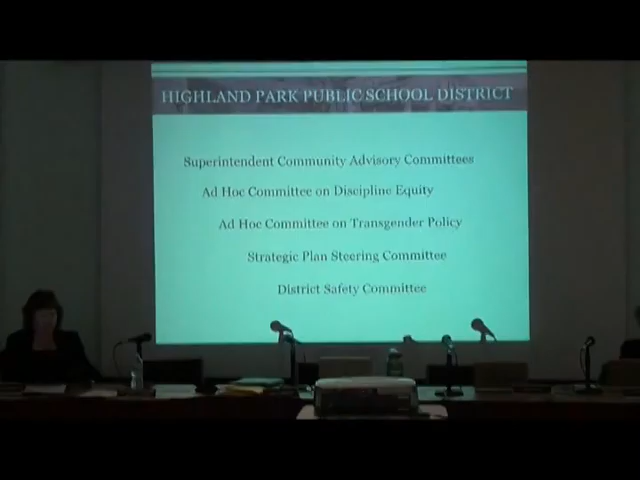 HIGHLAND PARK PUBLIC SCHOOL DISTRICT
Superintendent Community Advisory Committees
Ad Hoc Committee on Discipline Equity
Ad Hoc Committee on Transgender Policy
Strategic Plan Steering Committee
District Safety Committee